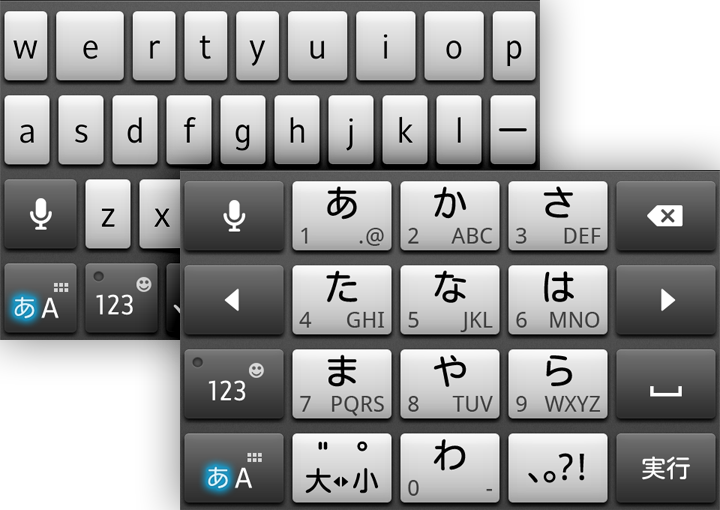 w e r t y u i o p
a s d f g h j k l ー
z x
あA 123
あ 1 .@ か 2 ABC さ 3 DEF
た 4 GHI な 5 JKL は 6 MNO
123 ま 7 PQRS や 8 TUV ら 9 WXYZ
あA ゛゜大⇔小 わ 0 - 、。?! 実行